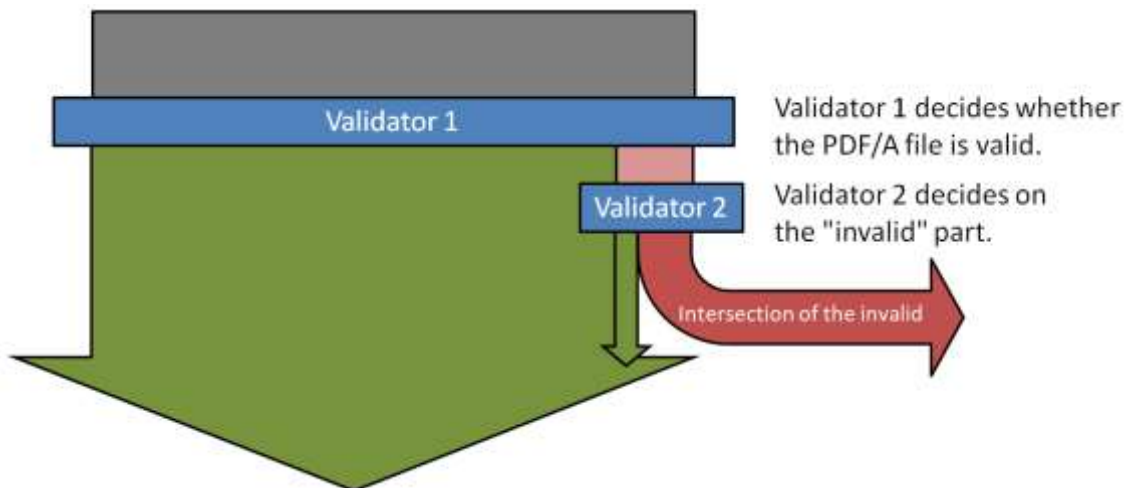 Validator 1
Validator 1 decides whether
the PDF/A file is valid.
Validator 2
Validator 2 decides on
the "invalid" part.
Intersection of the invalid